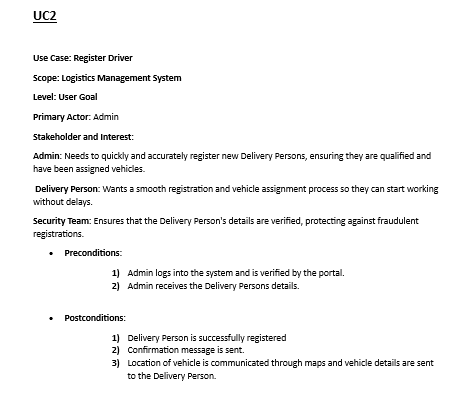 UC2
Use Case: Register Driver
Scope: Logistics Management System
Level: User Goal
Primary Actor: Admin
Stakeholder and Interest:
Admin: Needs to quickly and accurately register new Delivery Persons, ensuring they are qualified and
have been assigned vehicles.
Delivery Person: Wants a smooth registration and vehicle assignment process so they can start working
without delays.
Security Team: Ensures that the Delivery Person's details are verified, protecting against fraudulent
registrations.
• Preconditions:
1) Admin logs into the system and is verified by the portal.
2) Admin receives the Delivery Persons details.
• Postconditions:
1) Delivery Person is successfully registered
2) Confirmation message is sent.
3) Location of vehicle is communicated through maps and vehicle details are sent
to the Delivery Person.